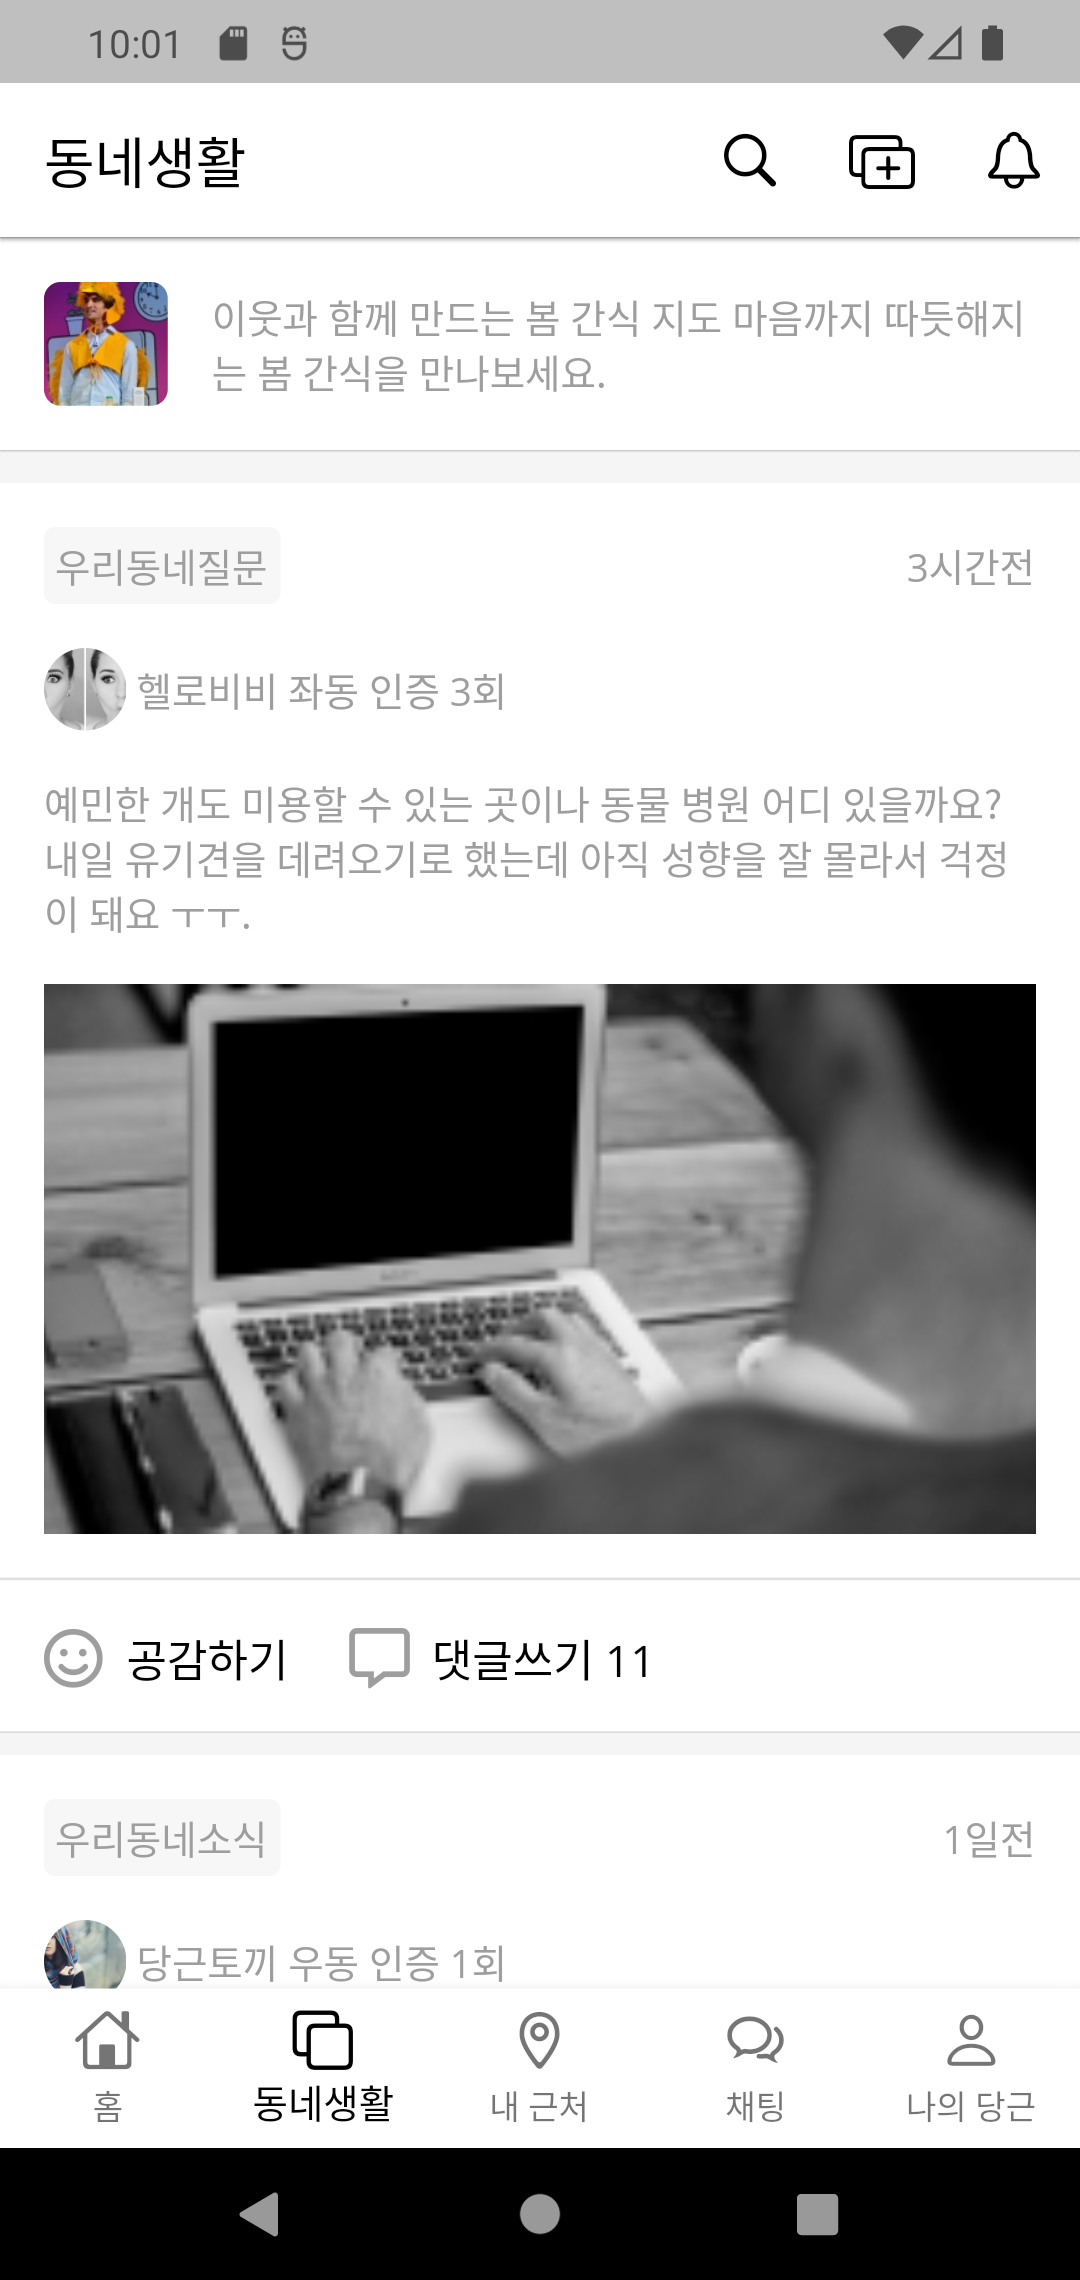 10:01
동네생활
이웃과 함께 만드는 봄 간식 지도 마음까지 따듯해지
는 봄 간식을 만나보세요.
우리동네질문
3시간전
헬로비비 좌동 인증 3회
예민한 개도 미용할 수 있는 곳이나 동물 병원 어디 있을까요?
내일 유기견을 데려오기로 했는데 아직 성향을 잘 몰라서 걱정
이 돼요 ㅜㅜ.
공감하기
댓글쓰기 11
우리동네소식
1일전
당근토끼 우동 인증 1회
홈
동네생활
내 근처
채팅
나의 당근